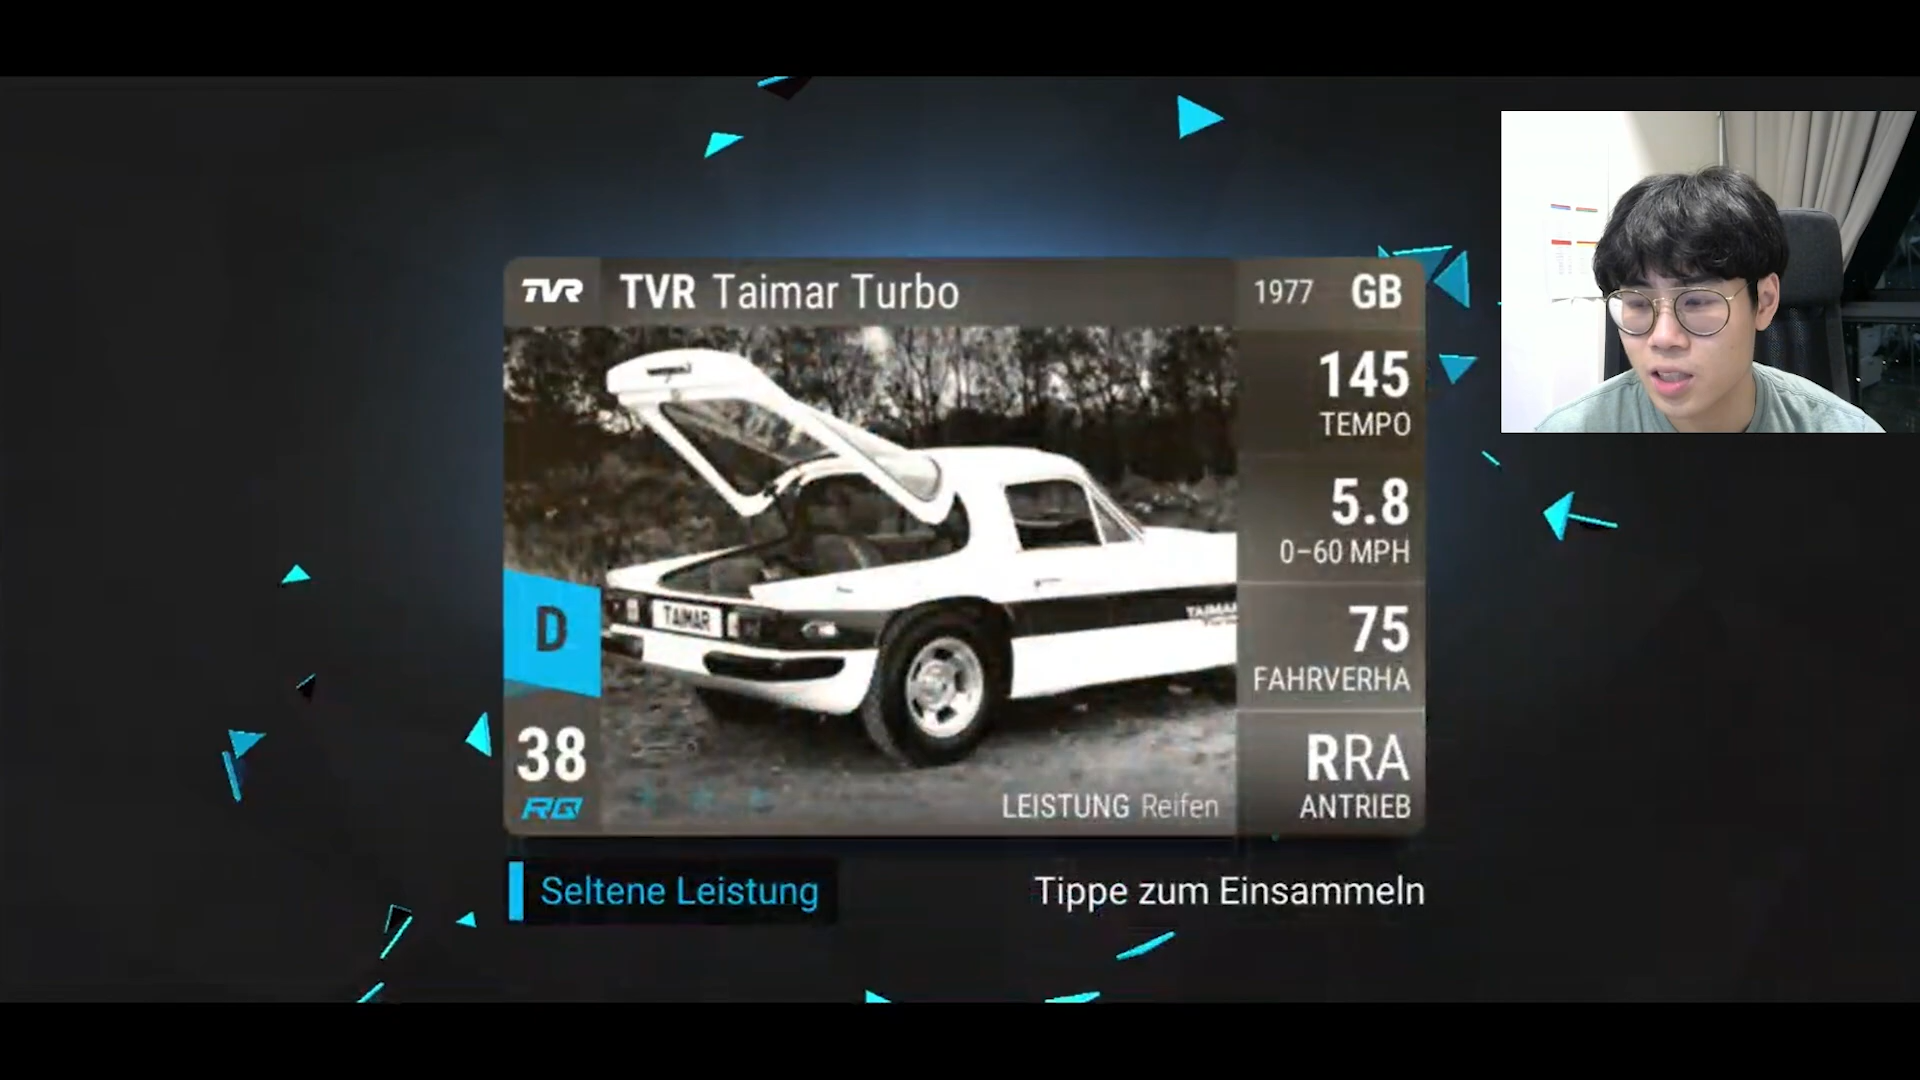 TVR
TVR Taimar Turbo
1977 GB
145
TEMPO
5.8
0–60 MPH
75
FAHRVERHA
RRA
ANTRIEB
D
38
RQ
TAIMAR
TAIMAR
LEISTUNG Reifen
Seltene Leistung
Tippe zum Einsammeln